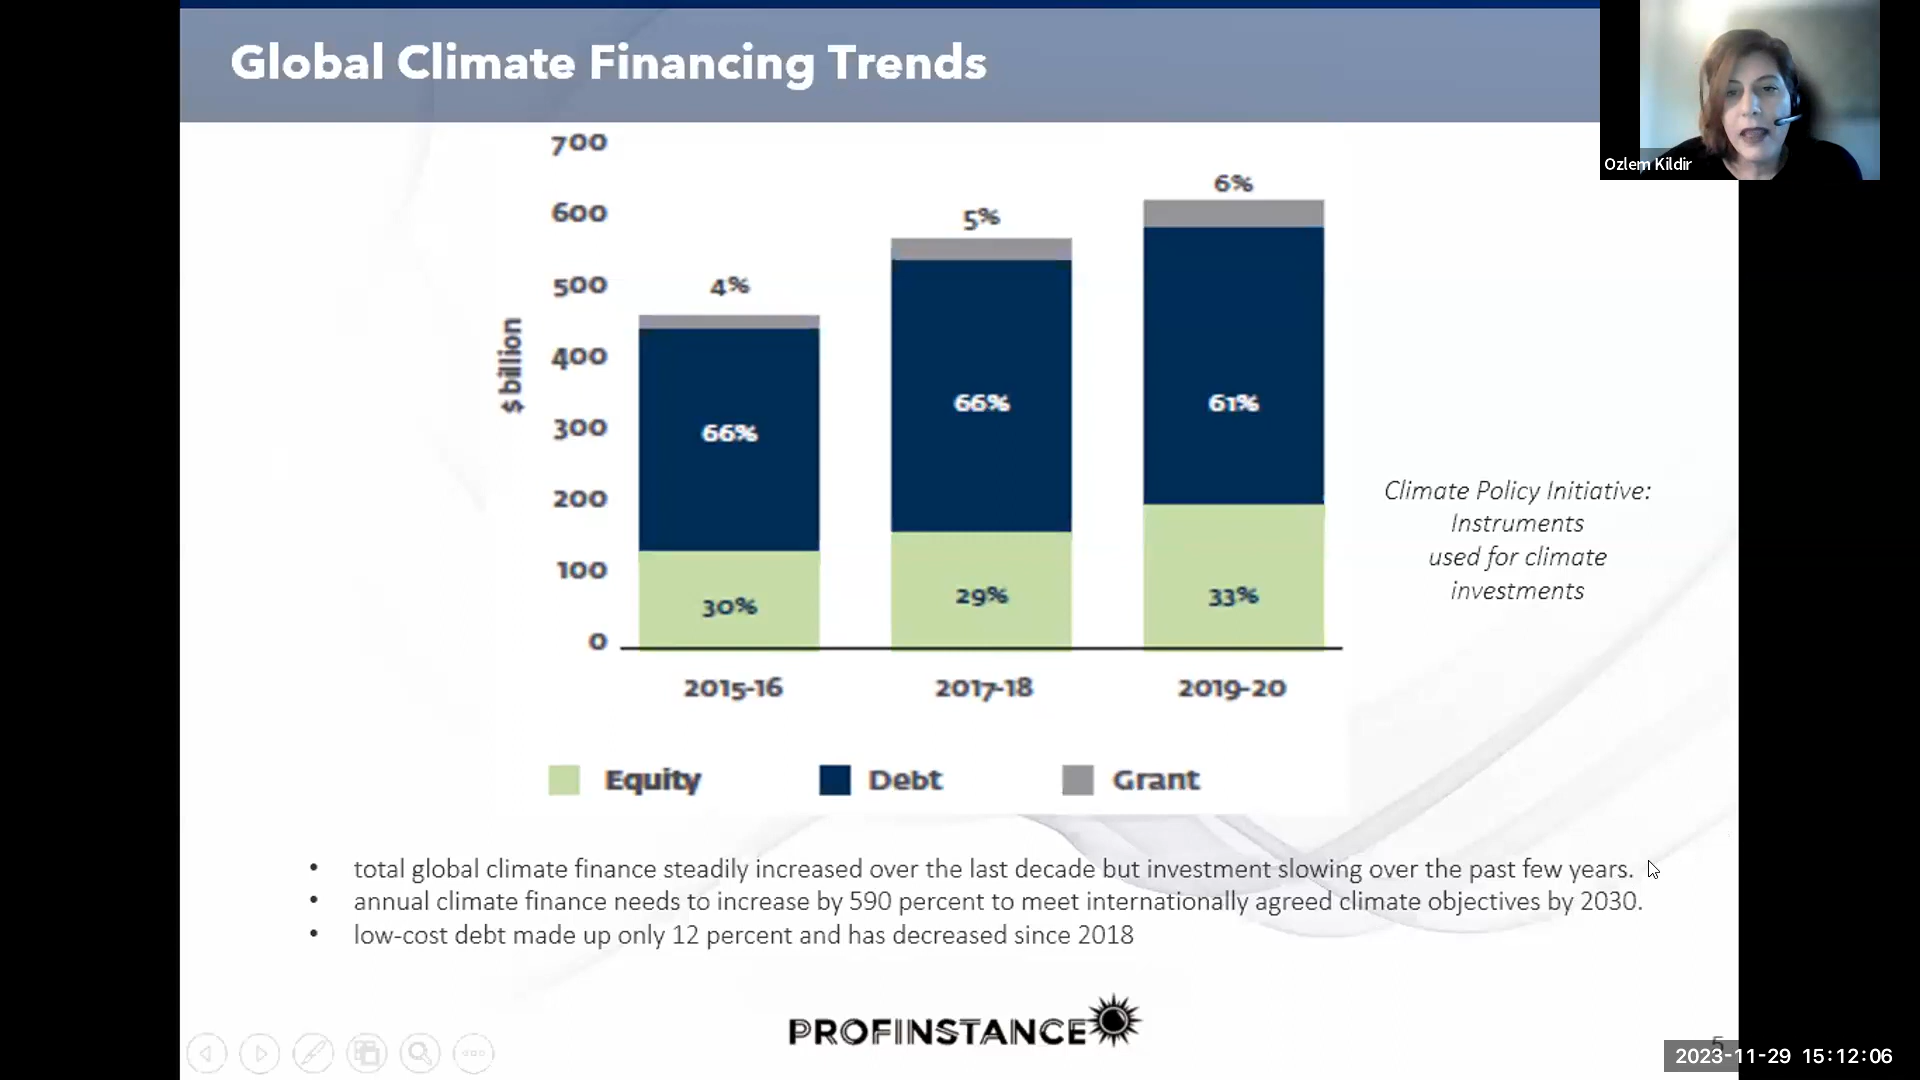 Global Climate Financing Trends
Ozlem Kildir
700
600
500
400
300
200
100
0
$ billion
4%
66%
30%
5%
66%
29%
6%
61%
33%
2015-16
2017-18
2019-20
Equity
Debt
Grant
Climate Policy Initiative:
Instruments
used for climate
investments
• total global climate finance steadily increased over the last decade but investment slowing over the past few years.
• annual climate finance needs to increase by 590 percent to meet internationally agreed climate objectives by 2030.
• low-cost debt made up only 12 percent and has decreased since 2018
PROFINSTANCE
5
2023-11-29 15:12:06